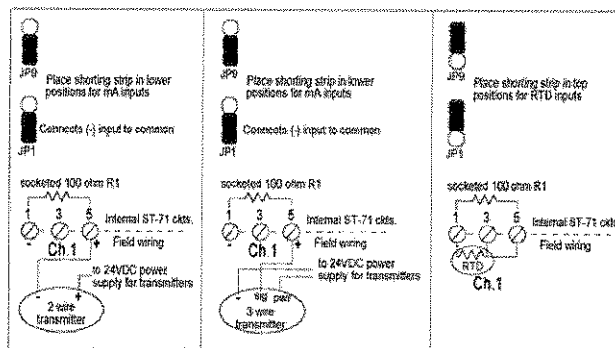 JP9
Place shorting strip in lower
positions for mA inputs
Connects (-) input to common
JP1
socketed 100 ohm R1
1 3 5
Internal ST-71 ckts.
- Ch.1 +
Field wiring
to 24VDC power
supply for transmitters
- +
2 wire
transmitter
JP9
Place shorting strip in lower
positions for mA inputs
Connects (-) input to common
JP1
socketed 100 ohm R1
1 3 5
Internal ST-71 ckts.
- Ch.1 +
Field wiring
to 24VDC power
supply for transmitters
- sig pwr
3 wire
transmitter
JP9
Place shorting strip in top
positions for RTD inputs
JP1
socketed 100 ohm R1
1 3 5
Internal ST-71 ckts.
Field wiring
RTD
Ch.1